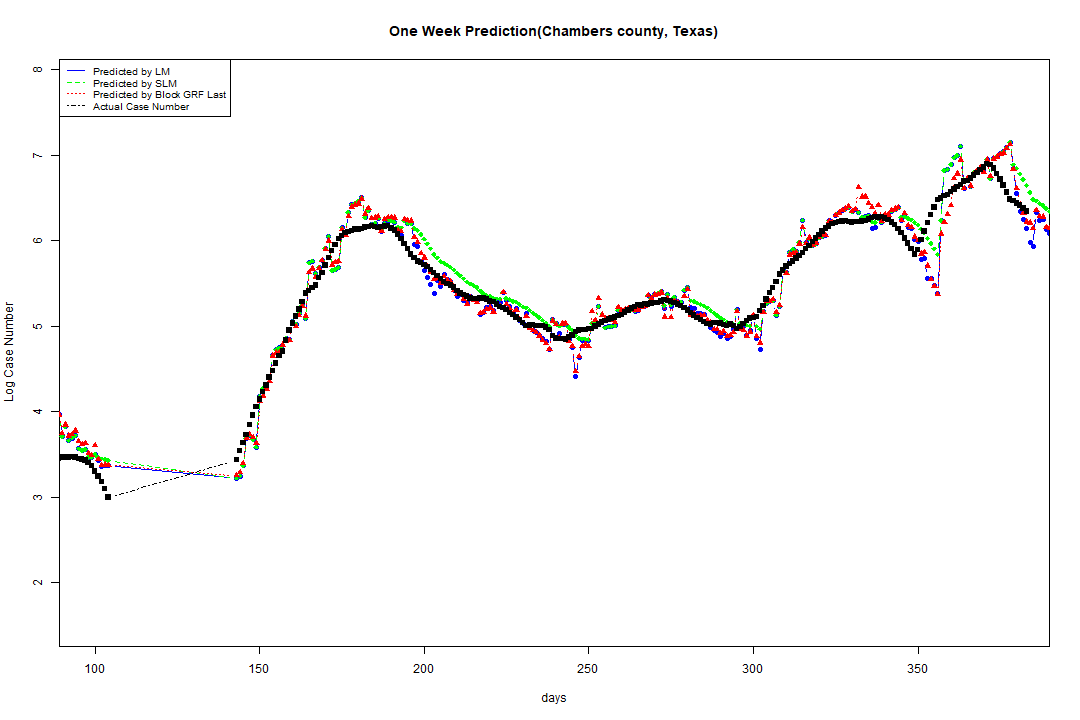 One Week Prediction(Chambers county, Texas)
Predicted by LM
Predicted by SLM
Predicted by Block GRF Last
Actual Case Number
8
7
6
5
4
3
2
Log Case Number
100 150 200 250 300 350
days